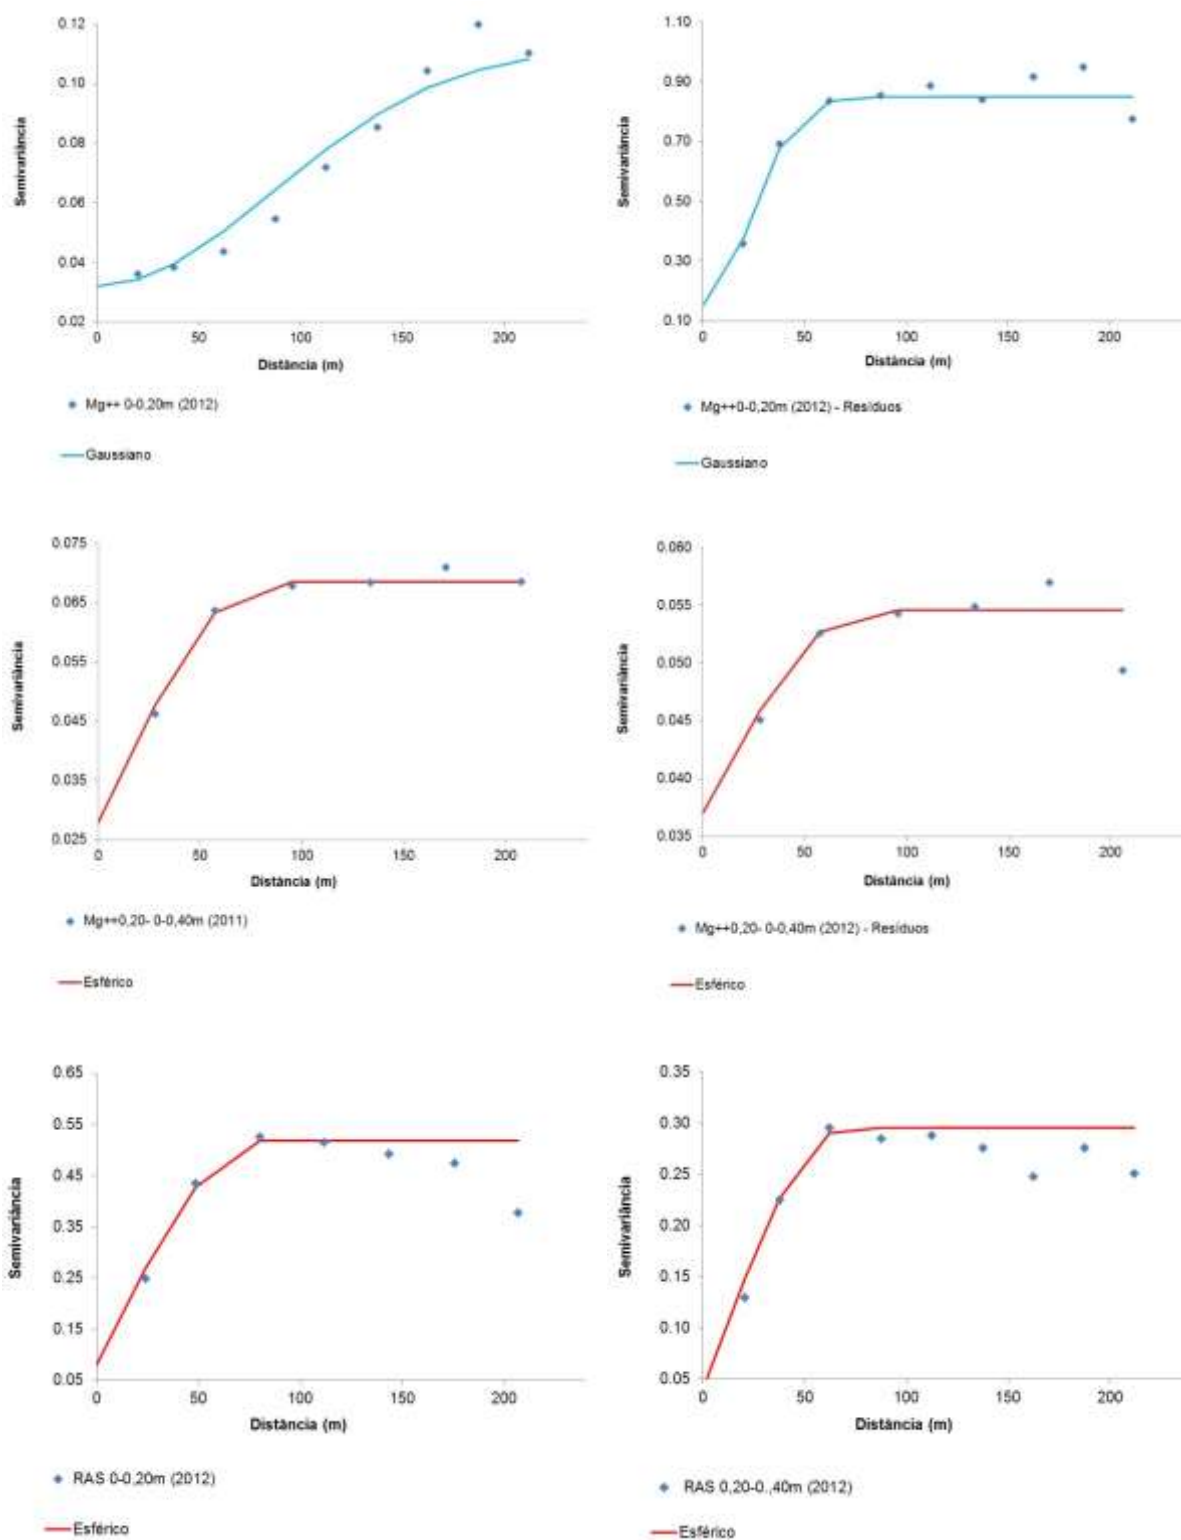 0.12
0.10
0.08
0.06
0.04
0.02
Semivariância
0 50 100 150 200
Distância (m)
Mg++ 0-0,20m (2012)
Gaussiano
1.10
0.90
0.70
0.50
0.30
0.10
Semivariância
0 50 100 150 200
Distância (m)
Mg++0-0,20m (2012) - Resíduos
Gaussiano
0.075
0.065
0.055
0.045
0.035
0.025
Semivariância
0 50 100 150 200
Distância (m)
Mg++0,20- 0-0,40m (2011)
Esférico
0.060
0.055
0.050
0.045
0.040
0.035
Semivariância
0 50 100 150 200
Distância (m)
Mg++0,20- 0-0,40m (2012) - Resíduos
Esférico
0.65
0.55
0.45
0.35
0.25
0.15
0.05
Semivariância
0 50 100 150 200
Distância (m)
RAS 0-0,20m (2012)
Esférico
0.35
0.30
0.25
0.20
0.15
0.10
0.05
Semivariância
0 50 100 150 200
Distância (m)
RAS 0,20-0.,40m (2012)
Esférico